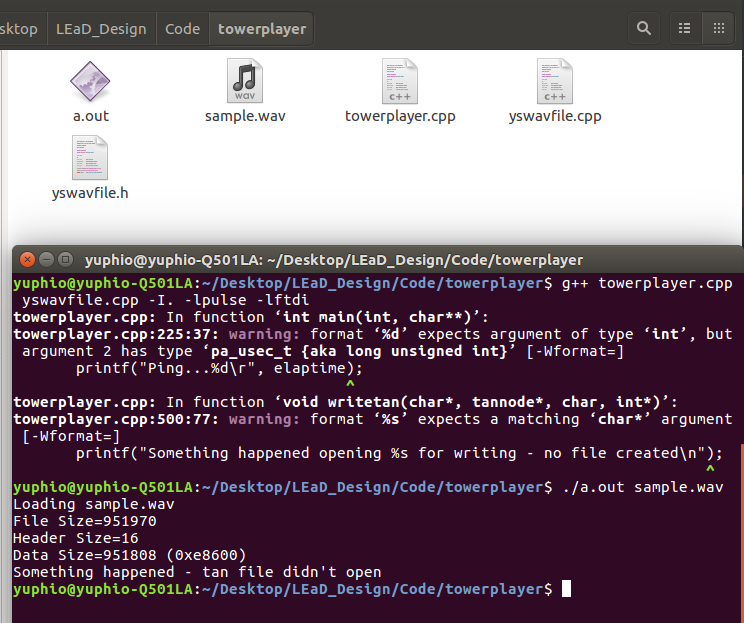 sktop LEaD_Design Code towerplayer
a.out sample.wav towerplayer.cpp yswavfile.cpp
yswavfile.h
yuphio@yuphio-Q501LA: ~/Desktop/LEaD_Design/Code/towerplayer
yuphio@yuphio-Q501LA:~/Desktop/LEaD_Design/Code/towerplayer$ g++ towerplayer.cpp
yswavfile.cpp -I. -lpulse -lftdi
towerplayer.cpp: In function ‘int main(int, char**)’:
towerplayer.cpp:225:37: warning: format ‘%d’ expects argument of type ‘int’, but
argument 2 has type ‘pa_usec_t {aka long unsigned int}’ [-Wformat=]
printf("Ping...%d\r", elaptime);
^
towerplayer.cpp: In function ‘void writetan(char*, tannode*, char, int*)’:
towerplayer.cpp:500:77: warning: format ‘%s’ expects a matching ‘char*’ argument
[-Wformat=]
printf("Something happened opening %s for writing - no file created\n");
^
yuphio@yuphio-Q501LA:~/Desktop/LEaD_Design/Code/towerplayer$ ./a.out sample.wav
Loading sample.wav
File Size=951970
Header Size=16
Data Size=951808 (0xe8600)
Something happened - tan file didn't open
yuphio@yuphio-Q501LA:~/Desktop/LEaD_Design/Code/towerplayer$